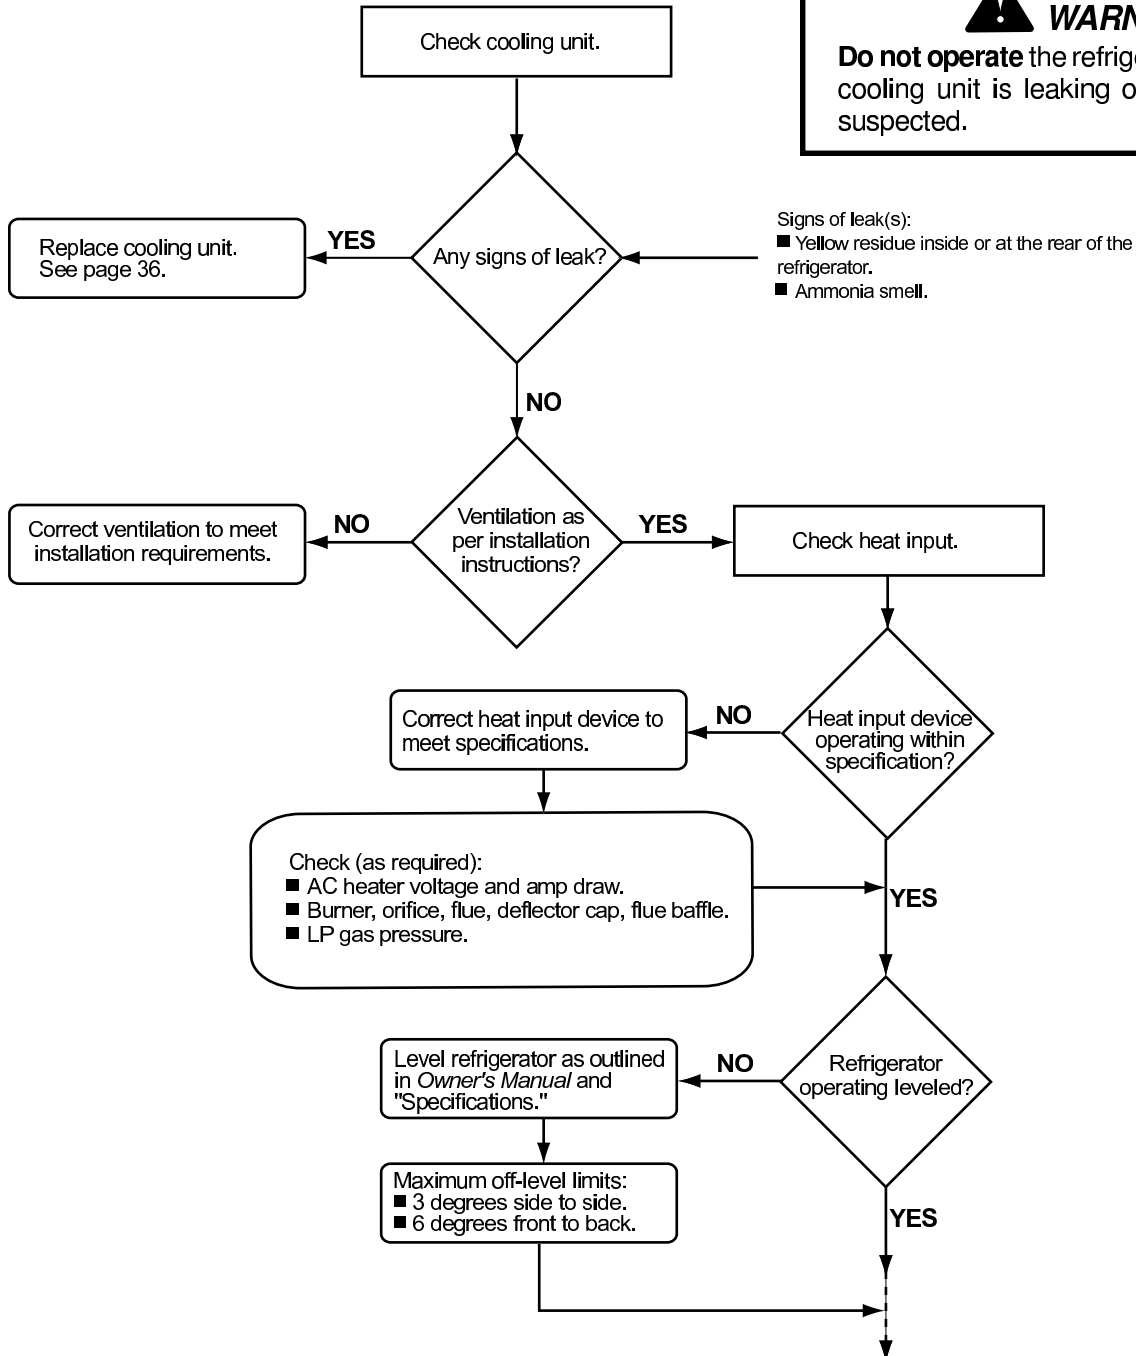 Check cooling unit.
WARN
Do not operate the refrige
cooling unit is leaking o
suspected.
Signs of leak(s):
■ Yellow residue inside or at the rear of the
refrigerator.
■ Ammonia smell.
Any signs of leak?
YES
Replace cooling unit.
See page 36.
NO
Ventilation as
per installation
instructions?
NO
Correct ventilation to meet
installation requirements.
YES
Check heat input.
Heat input device
operating within
specification?
NO
Correct heat input device to
meet specifications.
Check (as required):
■ AC heater voltage and amp draw.
■ Burner, orifice, flue, deflector cap, flue baffle.
■ LP gas pressure.
YES
Refrigerator
operating leveled?
NO
Level refrigerator as outlined
in Owner's Manual and
"Specifications."
Maximum off-level limits:
■ 3 degrees side to side.
■ 6 degrees front to back.
YES